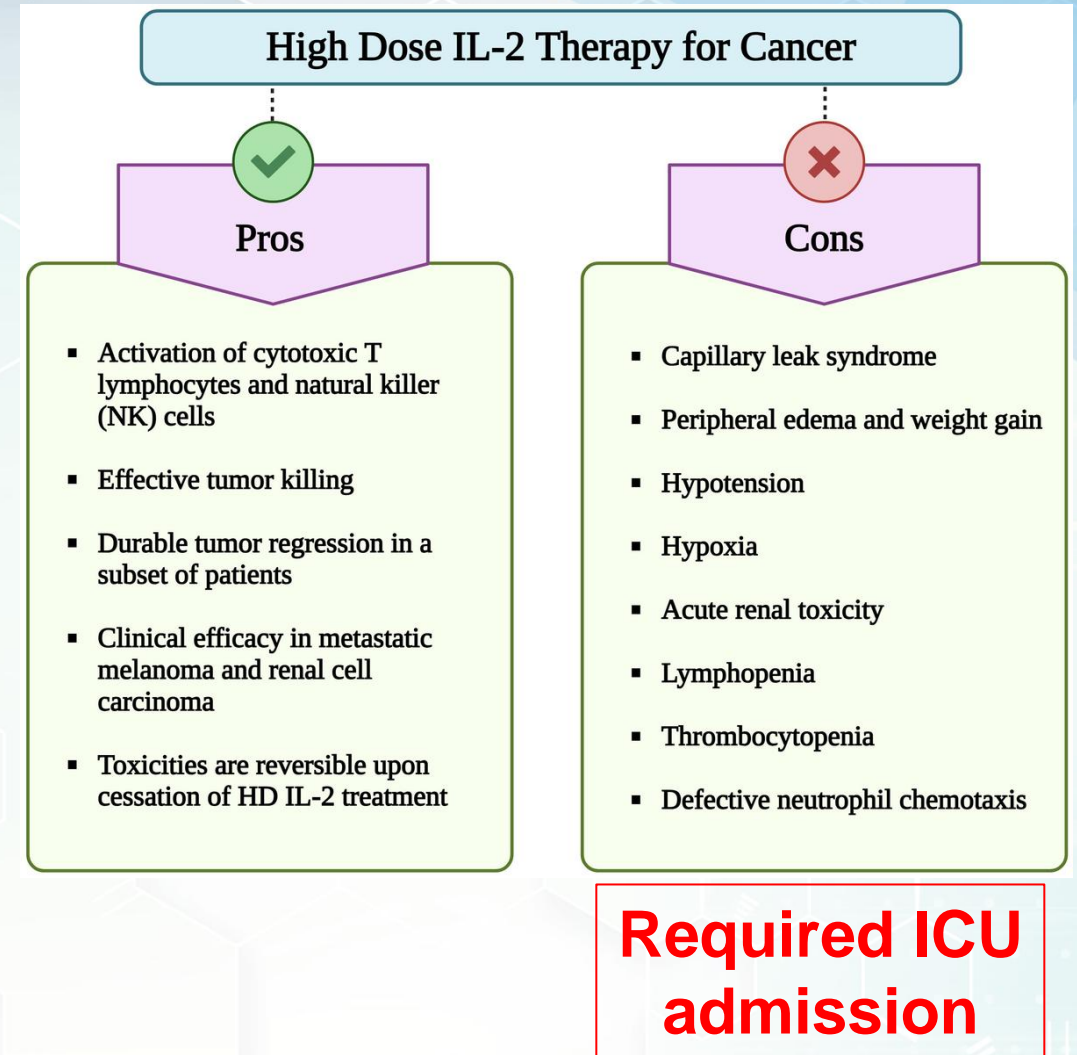 High Dose IL-2 Therapy for Cancer
Pros
▪ Activation of cytotoxic T
lymphocytes and natural killer
(NK) cells
▪ Effective tumor killing
▪ Durable tumor regression in a
subset of patients
▪ Clinical efficacy in metastatic
melanoma and renal cell
carcinoma
▪ Toxicities are reversible upon
cessation of HD IL-2 treatment
Cons
▪ Capillary leak syndrome
▪ Peripheral edema and weight gain
▪ Hypotension
▪ Hypoxia
▪ Acute renal toxicity
▪ Lymphopenia
▪ Thrombocytopenia
▪ Defective neutrophil chemotaxis
Required ICU
admission